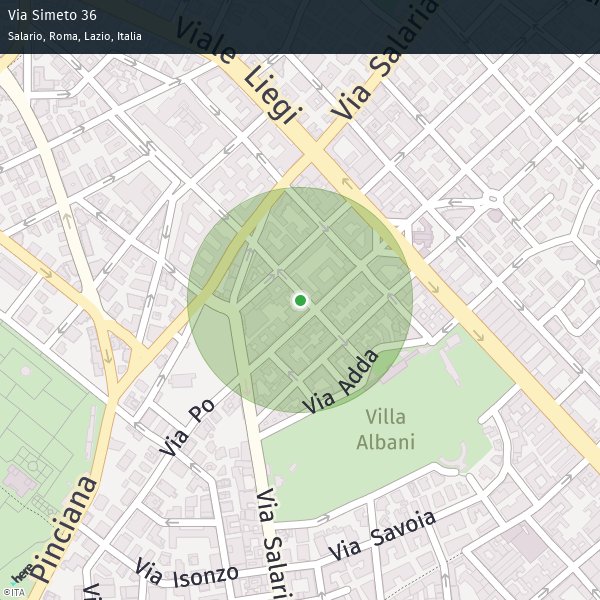 Via Simeto 36
Salario, Roma, Lazio, Italia
Viale Liegi
Via Salaria
Via Adda
Villa
Albani
Via Po
Pinciana
Via Salari
Via Savoia
Via Isonzo
Vi
here
©ITA